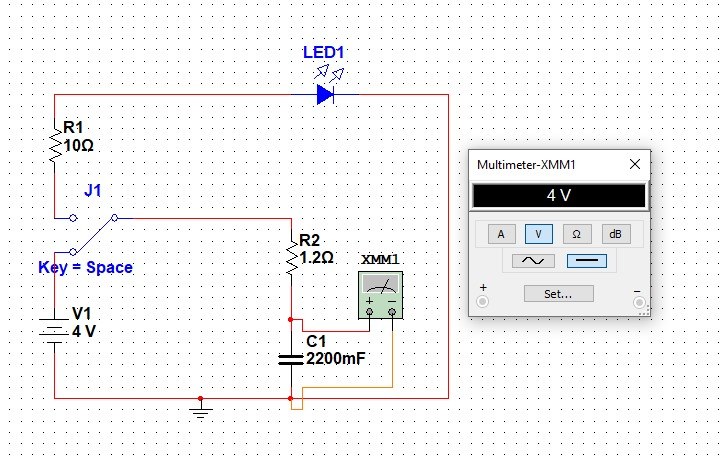 LED1
R1
10Ω
J1
Key = Space
V1
4 V
R2
1.2Ω
XMM1
+ −
C1
2200mF
Multimeter-XMM1
4 V
A V Ω dB
+ −
Set...